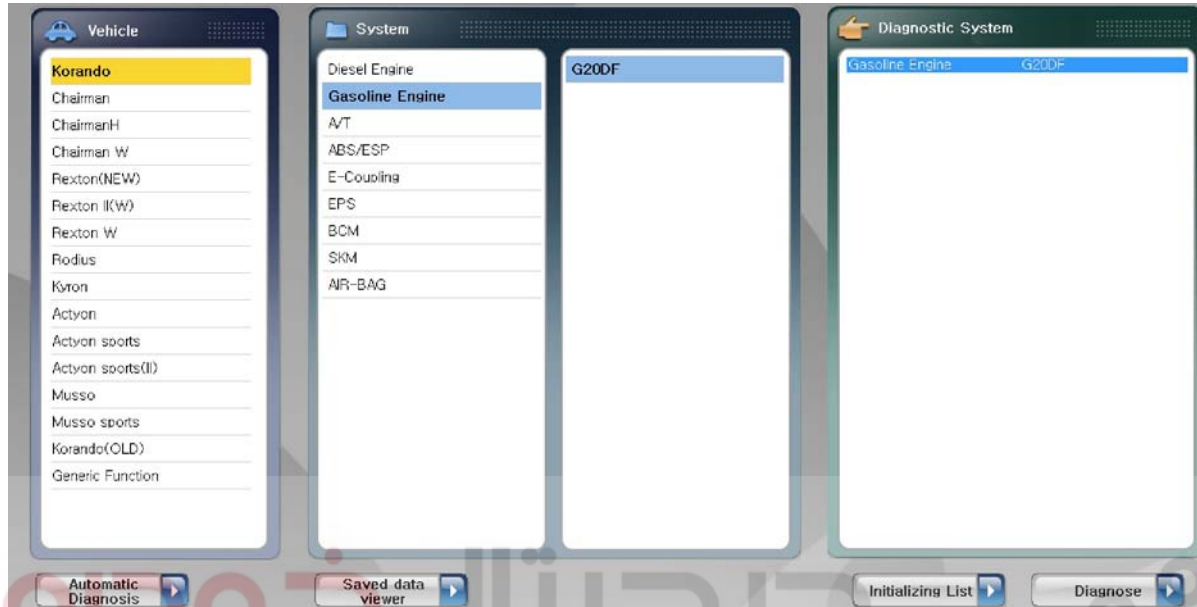 Vehicle
Korando
Chairman
ChairmanH
Chairman W
Rexton(NEW)
Rexton II(W)
Rexton W
Rodius
Kyron
Actyon
Actyon sports
Actyon sports(II)
Musso
Musso sports
Korando(OLD)
Generic Function
Automatic
Diagnosis
System
Diesel Engine
Gasoline Engine
A/T
ABS/ESP
E-Coupling
EPS
BCM
SKM
AIR-BAG
G20DF
Saved data
viewer
Diagnostic System
Gasoline Engine G20DF
Initializing List
Diagnose